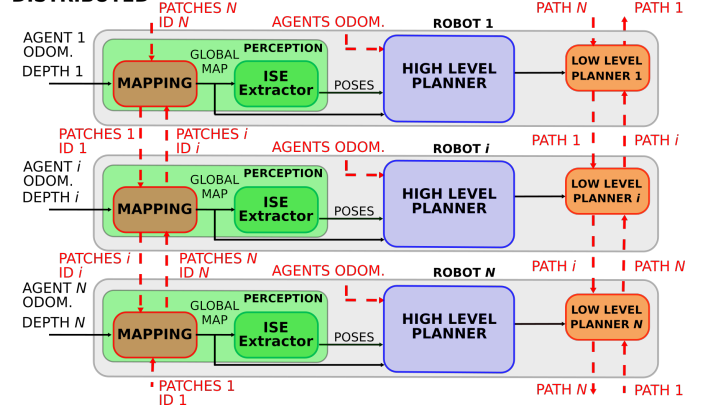 DISTRIBUTED
PATCHES N
ID N
AGENTS ODOM.
ROBOT 1
PATH N
PATH 1
AGENT 1
ODOM.
DEPTH 1
MAPPING
GLOBAL
MAP
PERCEPTION
ISE
Extractor
POSES
HIGH LEVEL
PLANNER
LOW LEVEL
PLANNER 1
PATCHES 1
ID 1
PATCHES i
ID i
AGENTS ODOM.
ROBOT i
PATH 1
PATH i
AGENT i
ODOM.
DEPTH i
MAPPING
GLOBAL
MAP
PERCEPTION
ISE
Extractor
POSES
HIGH LEVEL
PLANNER
LOW LEVEL
PLANNER i
PATCHES i
ID i
PATCHES N
ID N
AGENTS ODOM.
ROBOT N
PATH i
PATH N
AGENT N
ODOM.
DEPTH N
MAPPING
GLOBAL
MAP
PERCEPTION
ISE
Extractor
POSES
HIGH LEVEL
PLANNER
LOW LEVEL
PLANNER N
PATCHES 1
ID 1
PATH N
PATH 1